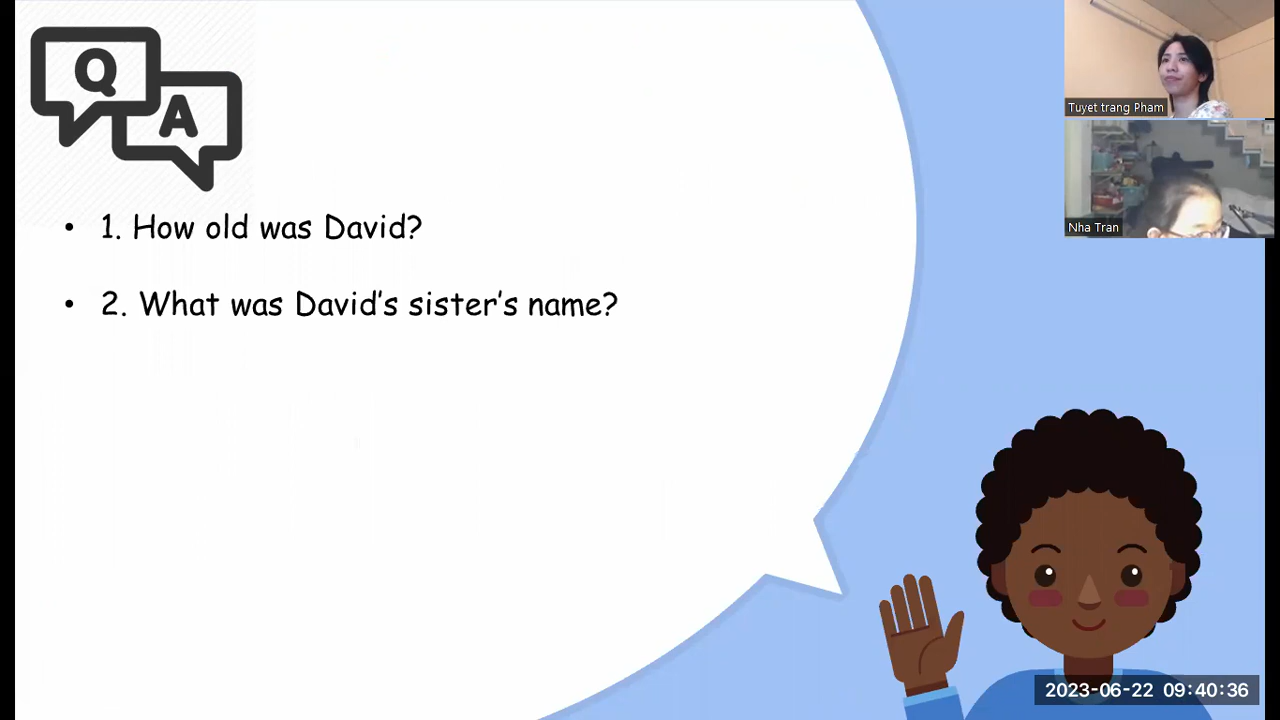 Q
A
Tuyet trang Pham
Nha Tran
• 1. How old was David?
• 2. What was David's sister's name?
2023-06-22 09:40:36